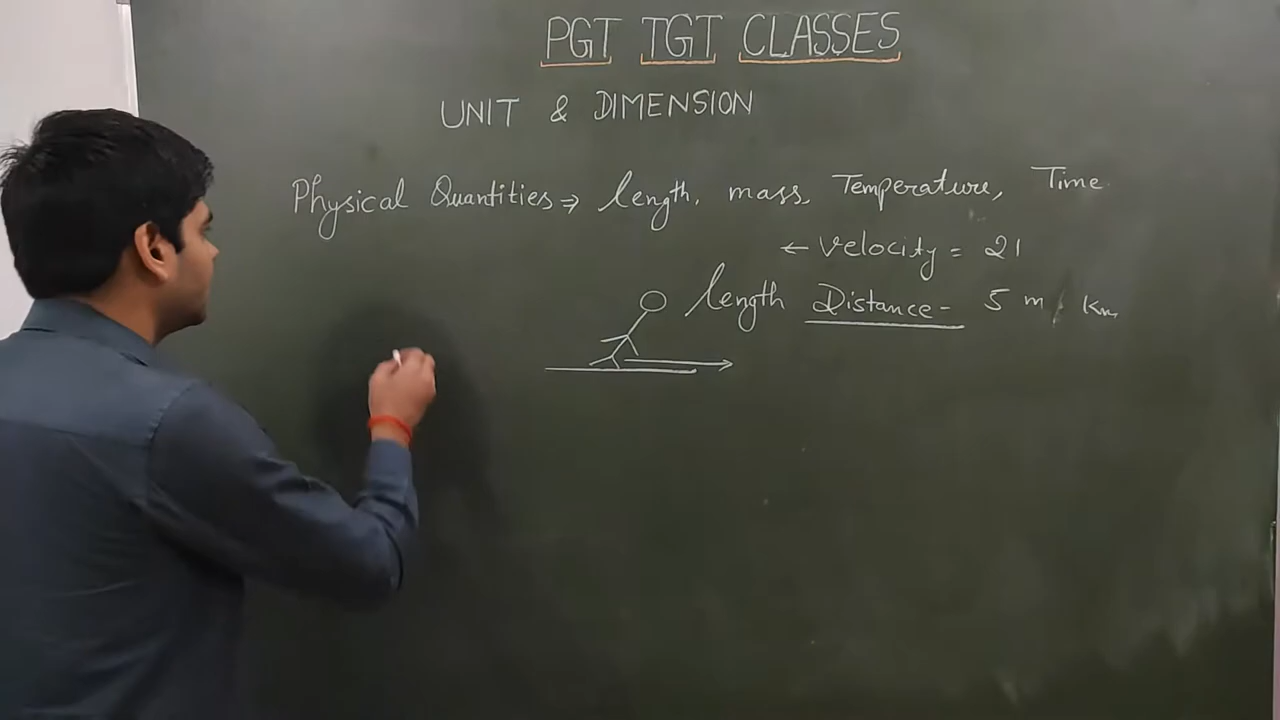 PGT TGT CLASSES
UNIT & DIMENSION
Physical Quantities ⇒ length, mass, Temperature, Time
← Velocity = 21
length Distance - 5 m, Km